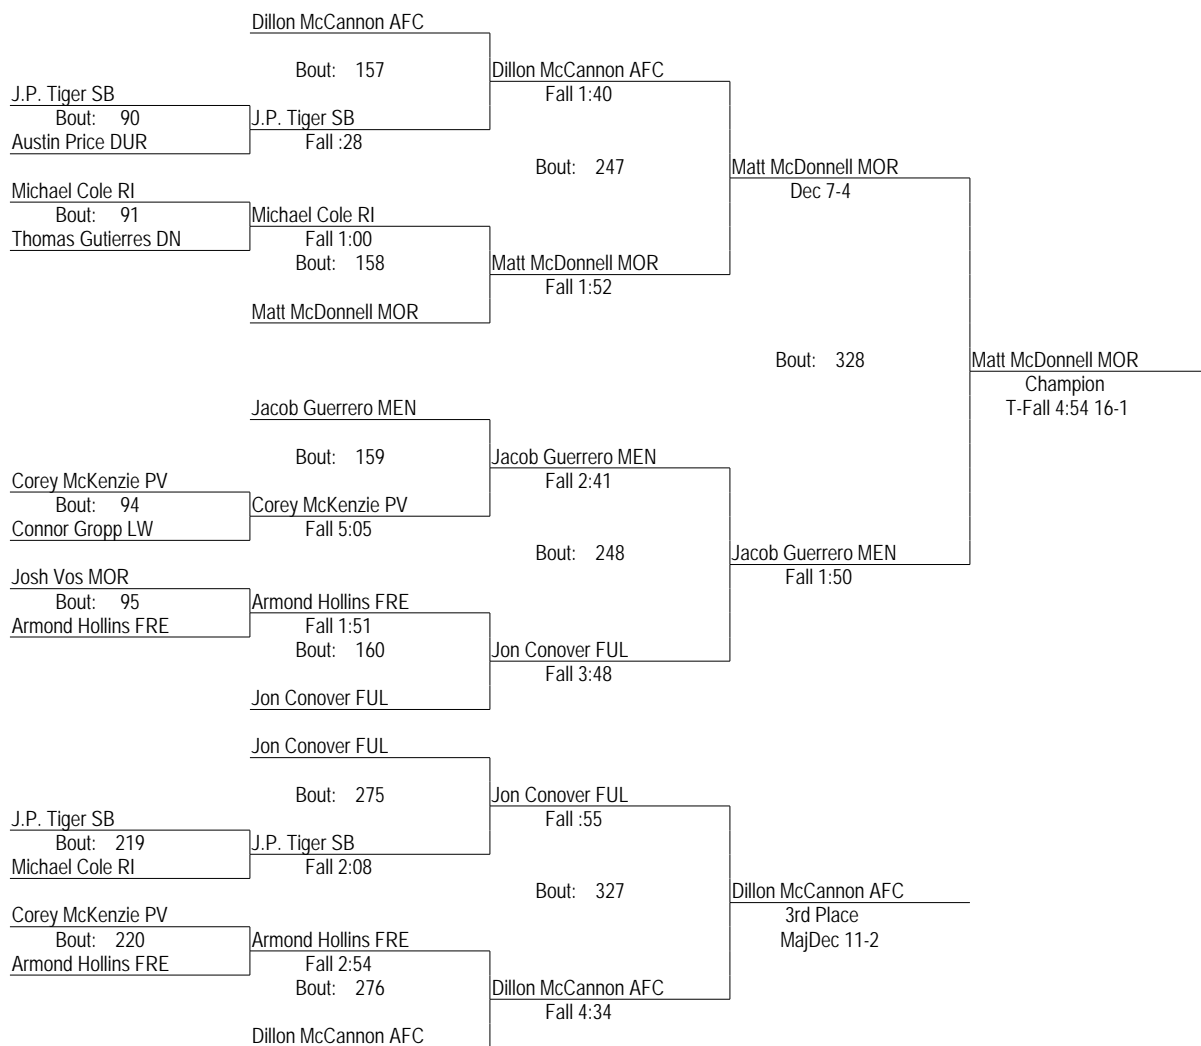 Dillon McCannon AFC
Bout: 157
Dillon McCannon AFC
J.P. Tiger SB
Fall 1:40
Bout: 90
J.P. Tiger SB
Austin Price DUR
Fall :28
Bout: 247
Matt McDonnell MOR
Michael Cole RI
Dec 7-4
Bout: 91
Michael Cole RI
Thomas Gutierres DN
Fall 1:00
Bout: 158
Matt McDonnell MOR
Fall 1:52
Matt McDonnell MOR
Bout: 328
Matt McDonnell MOR
Champion
T-Fall 4:54 16-1
Jacob Guerrero MEN
Bout: 159
Jacob Guerrero MEN
Corey McKenzie PV
Fall 2:41
Bout: 94
Corey McKenzie PV
Connor Gropp LW
Fall 5:05
Bout: 248
Jacob Guerrero MEN
Josh Vos MOR
Fall 1:50
Bout: 95
Armond Hollins FRE
Armond Hollins FRE
Fall 1:51
Bout: 160
Jon Conover FUL
Fall 3:48
Jon Conover FUL
Jon Conover FUL
Bout: 275
Jon Conover FUL
J.P. Tiger SB
Fall :55
Bout: 219
J.P. Tiger SB
Michael Cole RI
Fall 2:08
Bout: 327
Dillon McCannon AFC
Corey McKenzie PV
3rd Place
Bout: 220
Armond Hollins FRE
MajDec 11-2
Armond Hollins FRE
Fall 2:54
Bout: 276
Dillon McCannon AFC
Fall 4:34
Dillon McCannon AFC